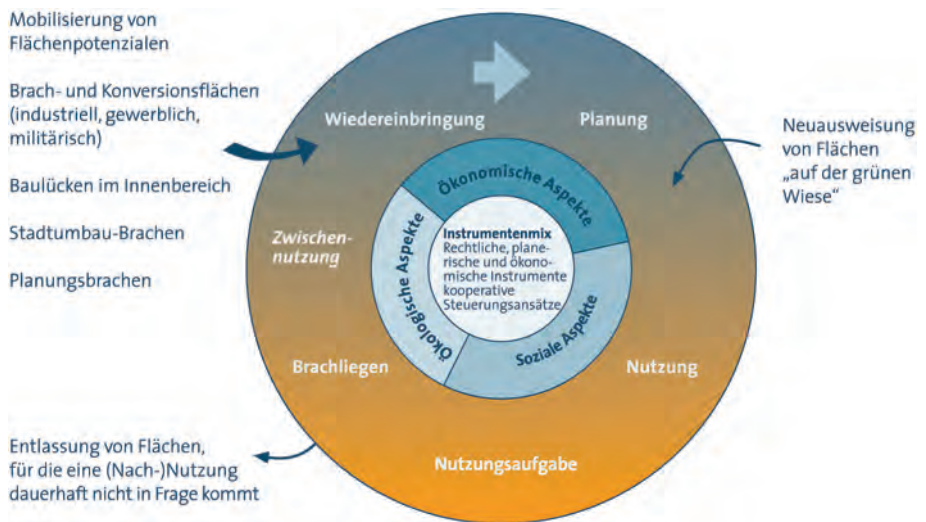 Mobilisierung von
Flächenpotenzialen
Brach- und Konversionsflächen
(industriell, gewerblich,
militärisch)
Baulücken im Innenbereich
Stadtumbau-Brachen
Planungsbrachen
Entlassung von Flächen,
für die eine (Nach-)Nutzung
dauerhaft nicht in Frage kommt
Wiedereinbringung
Planung
Nutzung
Nutzungsaufgabe
Brachliegen
Zwischen-
nutzung
Ökonomische Aspekte
Soziale Aspekte
Ökologische Aspekte
Instrumentenmix
Rechtliche, plane-
rische und ökono-
mische Instrumente
kooperative
Steuerungsansätze
Neuausweisung
von Flächen
„auf der grünen
Wiese“